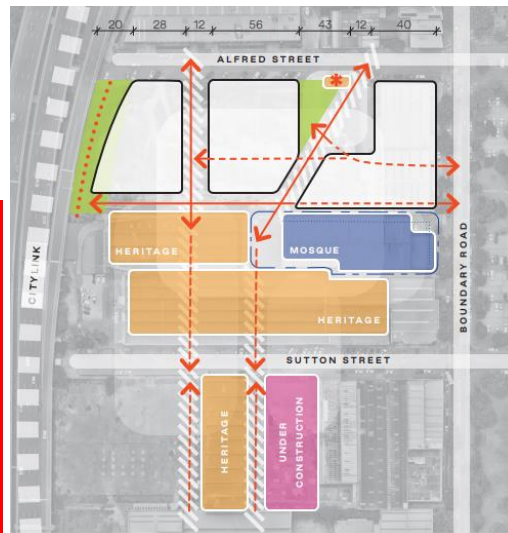 20 28 12 56 43 12 40
ALFRED STREET
*
HERITAGE
MOSQUE
CITYLINK
BOUNDARY ROAD
HERITAGE
SUTTON STREET
HERITAGE
UNDER
CONSTRUCTION